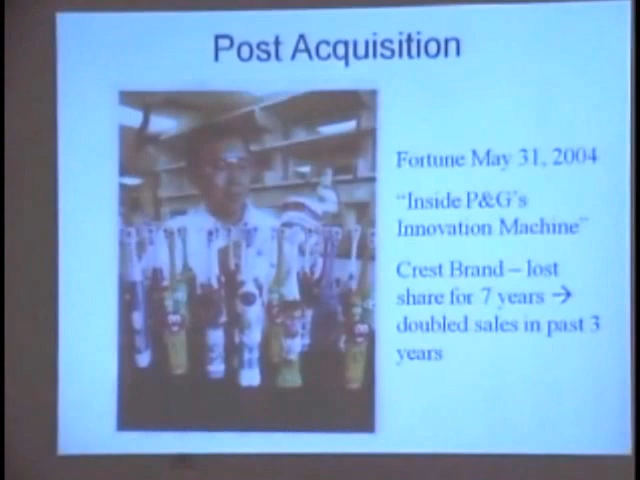 Post Acquisition
Fortune May 31, 2004
“Inside P&G’s
Innovation Machine”
Crest Brand – lost
share for 7 years →
doubled sales in past 3
years